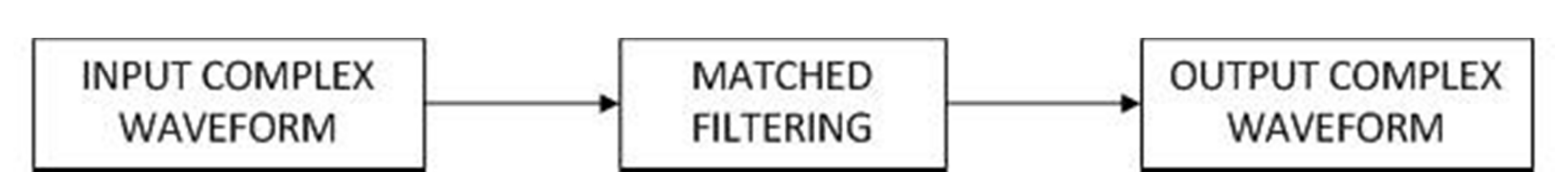 INPUT COMPLEX
WAVEFORM
MATCHED
FILTERING
OUTPUT COMPLEX
WAVEFORM